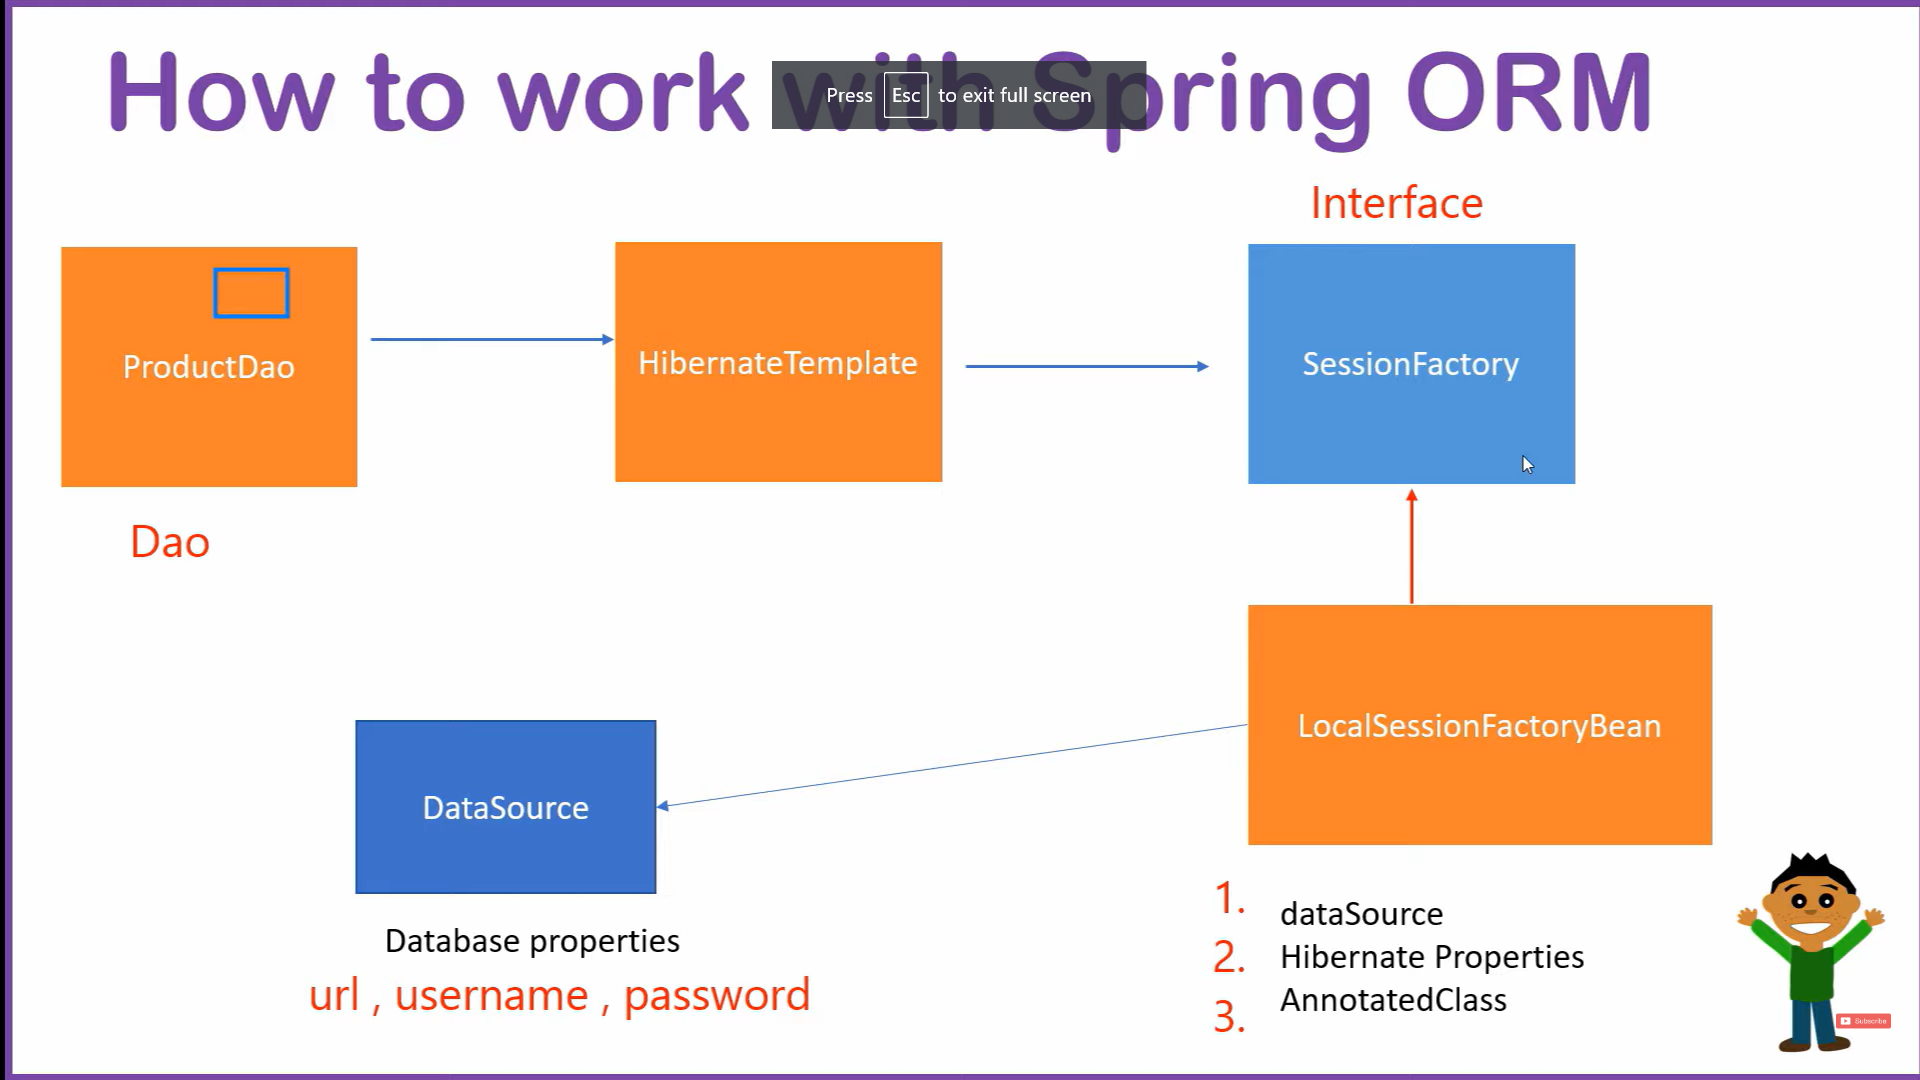 How to work with Spring ORM
Press Esc to exit full screen
Interface
ProductDao
HibernateTemplate
SessionFactory
Dao
LocalSessionFactoryBean
DataSource
Database properties
url , username , password
1. dataSource
2. Hibernate Properties
3. AnnotatedClass
Subscribe